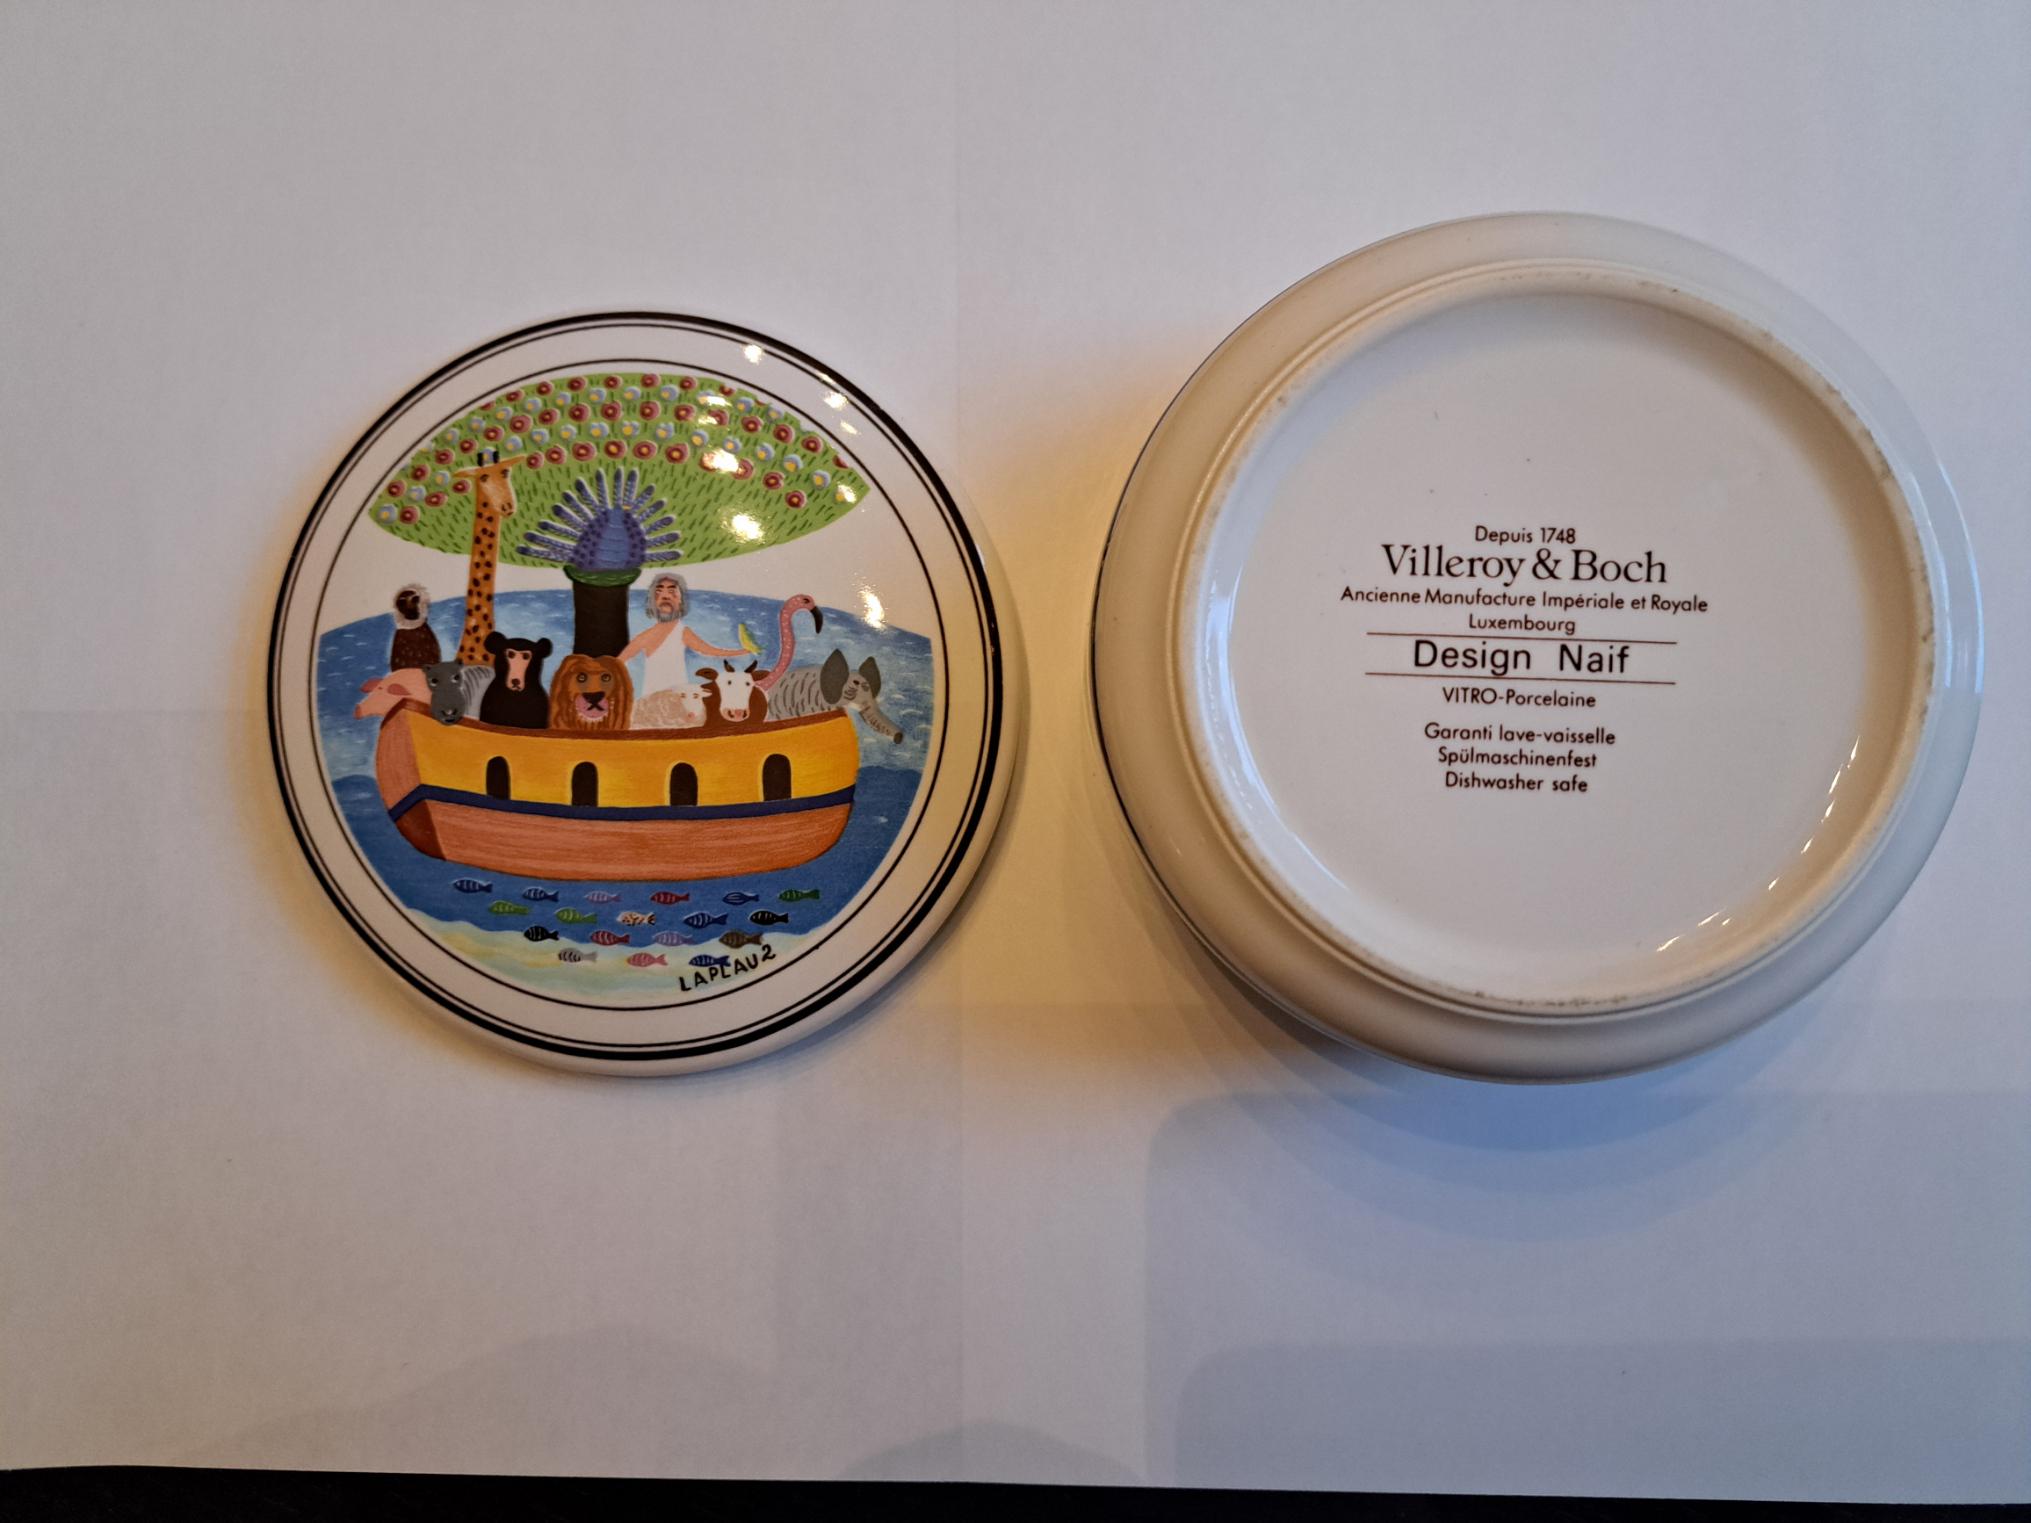 LAPLAU2
Depuis 1748
Villeroy & Boch
Ancienne Manufacture Impériale et Royale
Luxembourg
Design Naif
VITRO-Porcelaine
Garanti lave-vaisselle
Spülmaschinenfest
Dishwasher safe